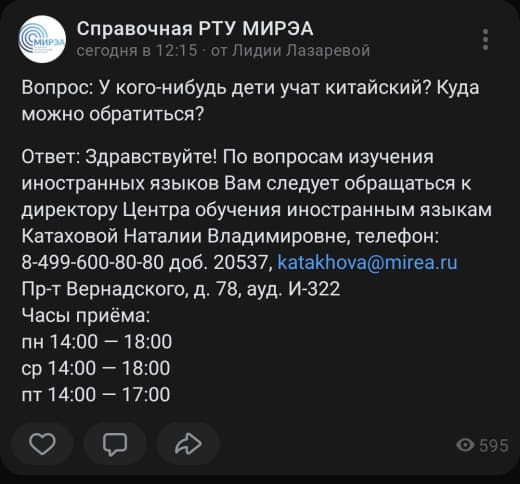 МИРЭА
Справочная РТУ МИРЭА
сегодня в 12:15 · от Лидии Лазаревой
Вопрос: У кого-нибудь дети учат китайский? Куда
можно обратиться?
Ответ: Здравствуйте! По вопросам изучения
иностранных языков Вам следует обращаться к
директору Центра обучения иностранным языкам
Катаховой Наталии Владимировне, телефон:
8-499-600-80-80 доб. 20537, katakhova@mirea.ru
Пр-т Вернадского, д. 78, ауд. И-322
Часы приёма:
пн 14:00 — 18:00
ср 14:00 — 18:00
пт 14:00 — 17:00
595